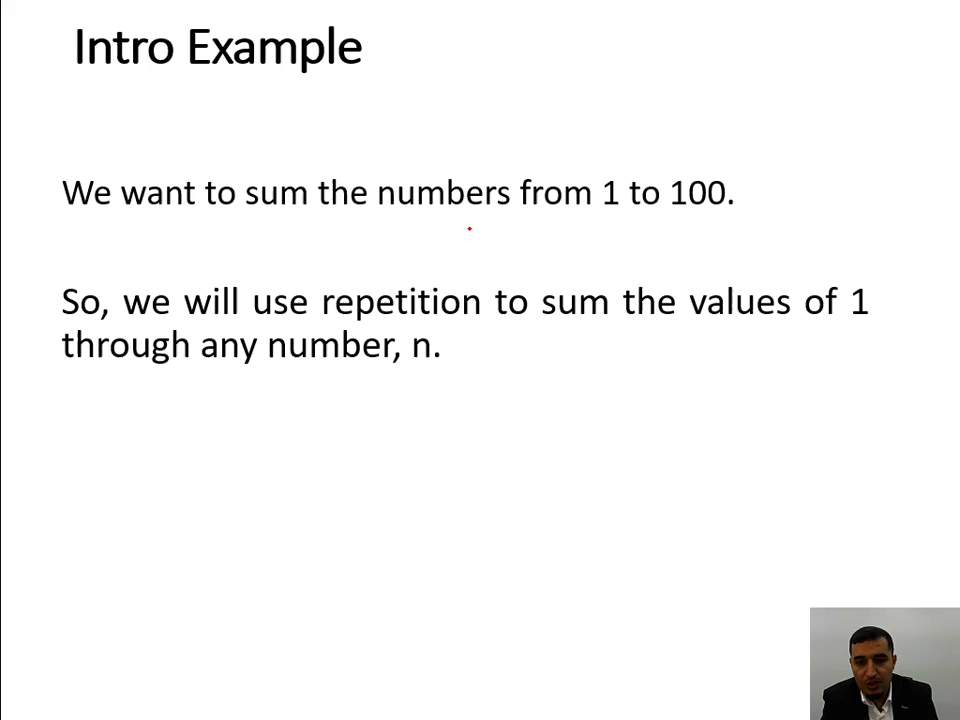 Intro Example
We want to sum the numbers from 1 to 100.
So, we will use repetition to sum the values of 1
through any number, n.